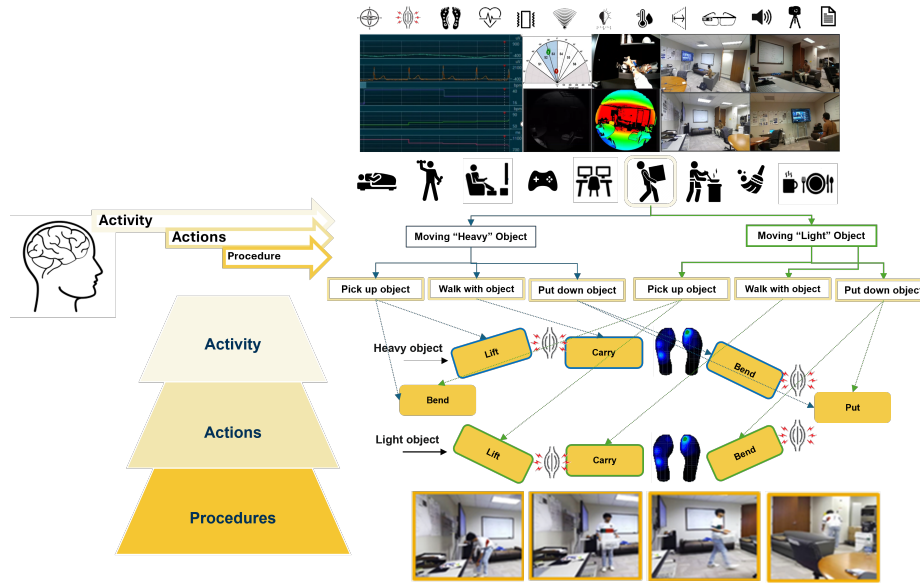 Activity
Actions
Procedure
Moving “Heavy” Object
Moving “Light” Object
Pick up object
Walk with object
Put down object
Pick up object
Walk with object
Put down object
Activity
Actions
Procedures
Heavy object
Lift
Carry
Bend
Bend
Put
Light object
Lift
Carry
Bend